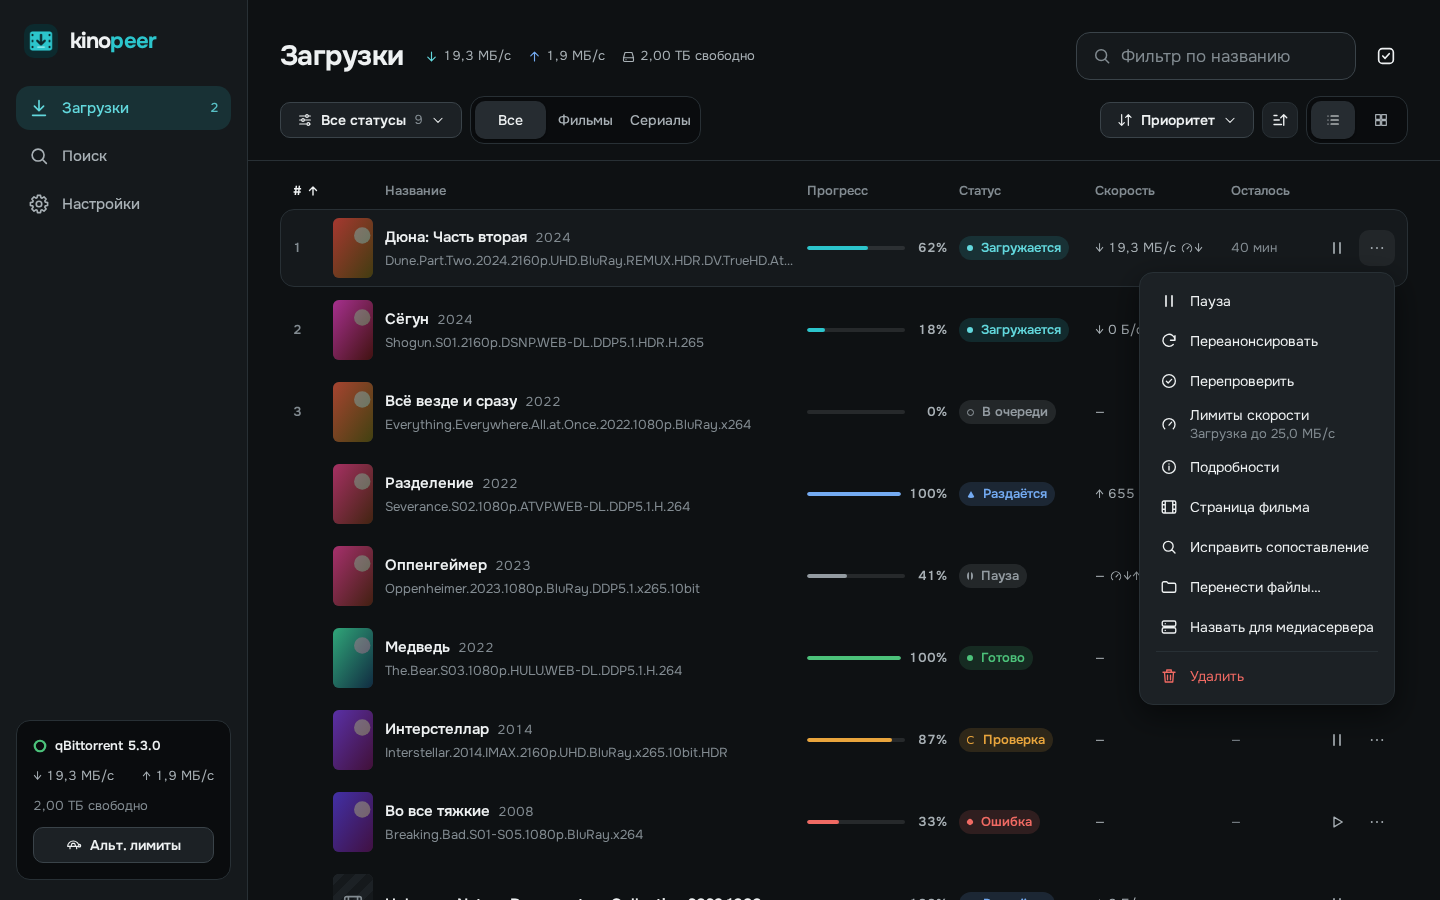 kinopeer
Загрузки 2
Поиск
Настройки
Загрузки
19,3 МБ/с 1,9 МБ/с 2,00 ТБ свободно
Фильтр по названию
Все статусы 9
Все Фильмы Сериалы
Приоритет
# Название Прогресс Статус Скорость Осталось
1 Дюна: Часть вторая 2024
Dune.Part.Two.2024.2160p.UHD.BluRay.REMUX.HDR.DV.TrueHD.At...
62% Загружается ↓ 19,3 МБ/с 40 мин
2 Сёгун 2024
Shogun.S01.2160p.DSNP.WEB-DL.DDP5.1.HDR.H.265
18% Загружается ↓ 0 Б/с
3 Всё везде и сразу 2022
Everything.Everywhere.All.at.Once.2022.1080p.BluRay.x264
0% В очереди –
Разделение 2022
Severance.S02.1080p.ATVP.WEB-DL.DDP5.1.H.264
100% Раздаётся ↑ 655
Оппенгеймер 2023
Oppenheimer.2023.1080p.BluRay.DDP5.1.x265.10bit
41% Пауза –
Медведь 2022
The.Bear.S03.1080p.HULU.WEB-DL.DDP5.1.H.264
100% Готово –
Интерстеллар 2014
Interstellar.2014.IMAX.2160p.UHD.BluRay.x265.10bit.HDR
87% Проверка – –
Во все тяжкие 2008
Breaking.Bad.S01-S05.1080p.BluRay.x264
33% Ошибка – –
Пауза
Переанонсировать
Перепроверить
Лимиты скорости
Загрузка до 25,0 МБ/с
Подробности
Страница фильма
Исправить сопоставление
Перенести файлы...
Назвать для медиасервера
Удалить
qBittorrent 5.3.0
↓ 19,3 МБ/с ↑ 1,9 МБ/с
2,00 ТБ свободно
Альт. лимиты